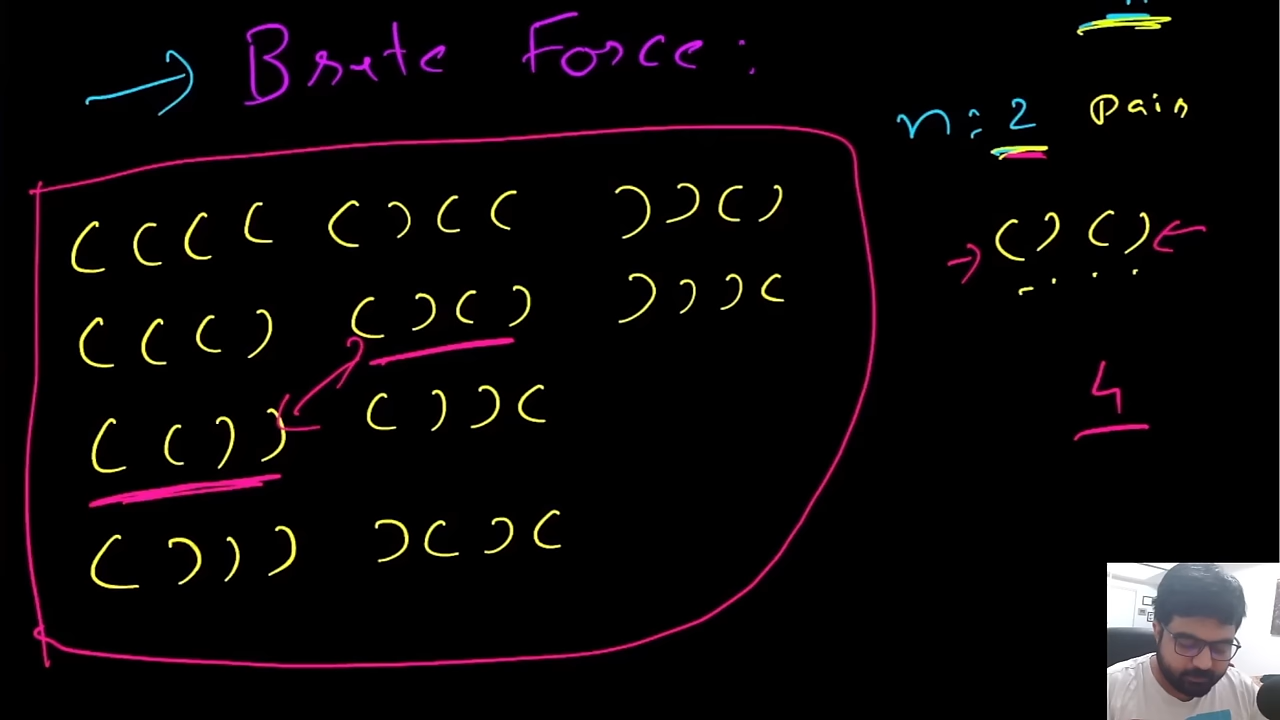 Brute Force:
n: 2 pair
(((( ()(( ))()
((() ()() )))(
(()) ())(
())) )()(
()()
4